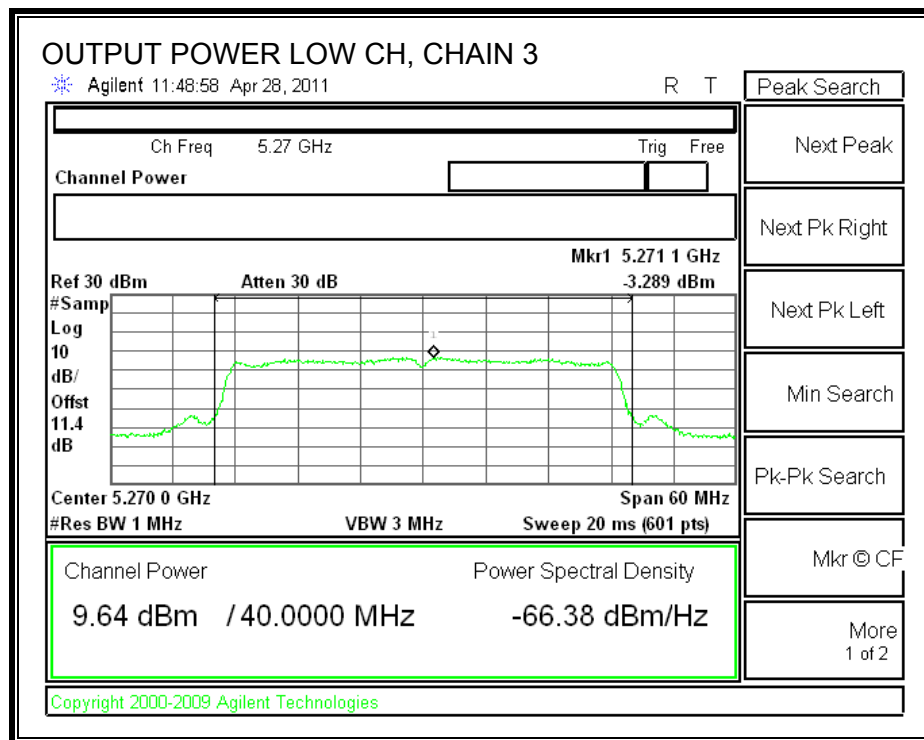 OUTPUT POWER LOW CH, CHAIN 3
Agilent 11:48:58 Apr 28, 2011 R T
Peak Search
Ch Freq 5.27 GHz Trig Free
Next Peak
Channel Power
Next Pk Right
Mkr1 5.271 1 GHz
Ref 30 dBm Atten 30 dB -3.289 dBm
#Samp
Log
1
10
dB/
Offst
11.4
dB
Next Pk Left
Min Search
Pk-Pk Search
Center 5.270 0 GHz Span 60 MHz
#Res BW 1 MHz VBW 3 MHz Sweep 20 ms (601 pts)
Mkr © CF
Channel Power Power Spectral Density
9.64 dBm / 40.0000 MHz -66.38 dBm/Hz
More
1 of 2
Copyright 2000-2009 Agilent Technologies